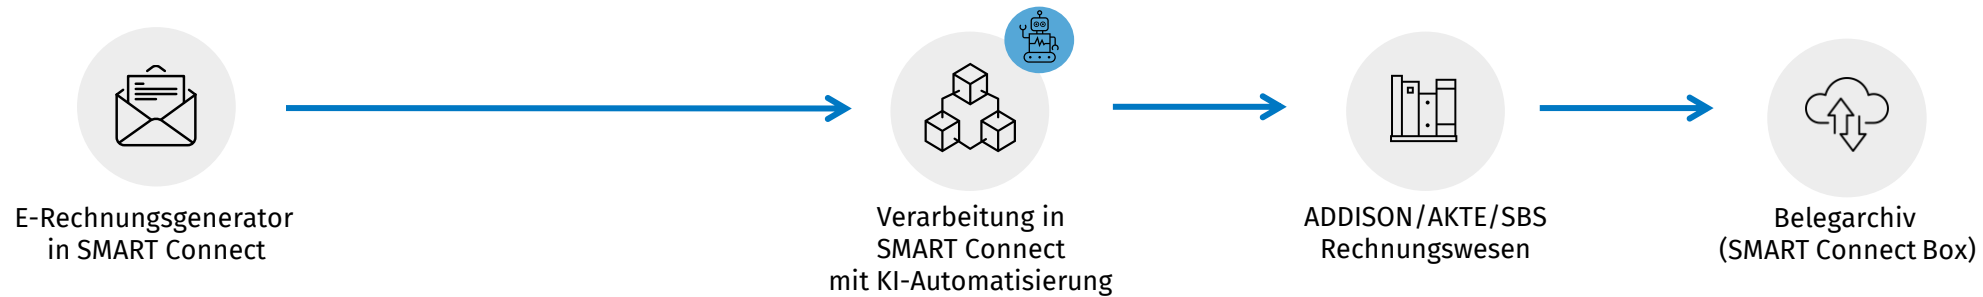 E-Rechnungsgenerator
in SMART Connect
Verarbeitung in
SMART Connect
mit KI-Automatisierung
ADDISON/AKTE/SBS
Rechnungswesen
Belegarchiv
(SMART Connect Box)